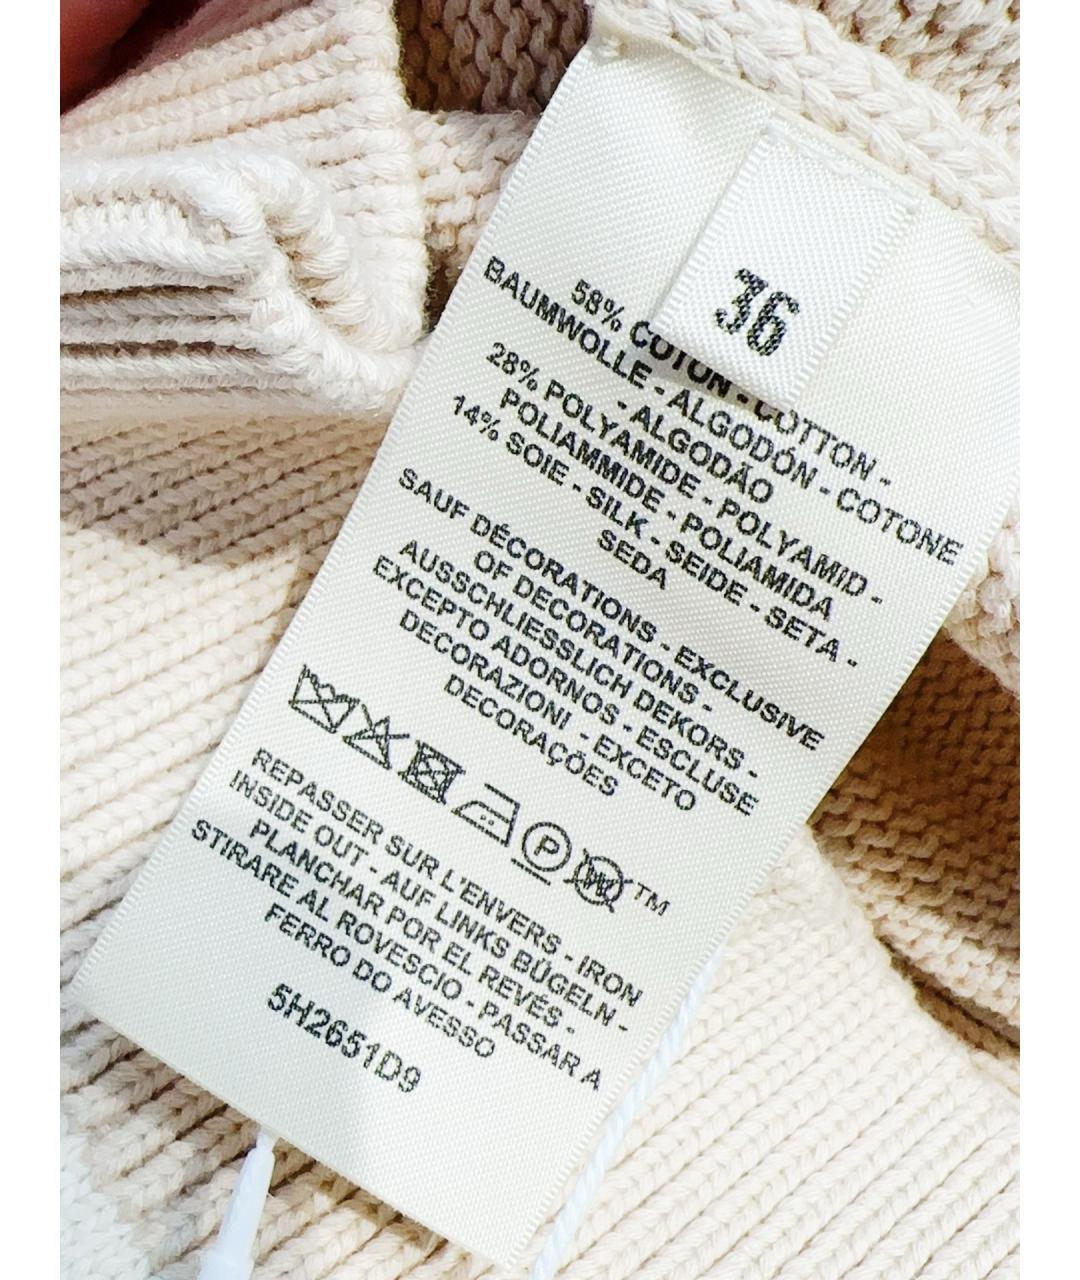 36
58% COTON - COTTON -
BAUMWOLLE - ALGODÓN - COTONE
- ALGODÃO
28% POLYAMIDE - POLYAMID -
POLIAMMIDE - POLIAMIDA
14% SOIE - SILK - SEIDE - SETA -
SEDA
SAUF DÉCORATIONS - EXCLUSIVE
OF DECORATIONS -
AUSSCHLIESSLICH DEKORS -
EXCEPTO ADORNOS - ESCLUSE
DECORAZIONI - EXCETO
DECORAÇÕES
P W TM
REPASSER SUR L'ENVERS - IRON
INSIDE OUT - AUF LINKS BÜGELN -
PLANCHAR POR EL REVÉS -
STIRARE AL ROVESCIO - PASSAR A
FERRO DO AVESSO
5H2651D9